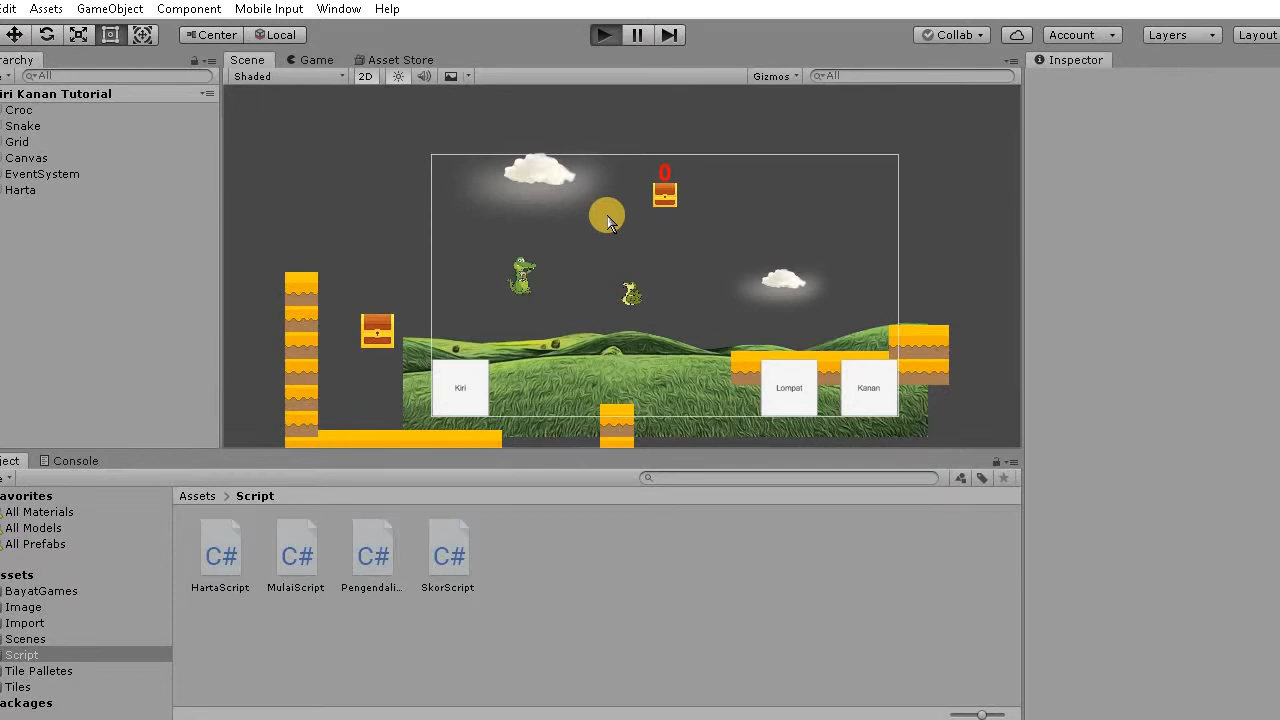 Edit Assets GameObject Component Mobile Input Window Help
Center Local Collab Account Layers Layout
erarchy Scene Game Asset Store Inspector
All Shaded 2D Gizmos All
iri Kanan Tutorial
Croc
Snake
Grid
Canvas
EventSystem
Harta
0
Kiri Lompat Kanan
ject Console
avorites
All Materials
All Models
All Prefabs
ssets
BayatGames
Image
Import
Scenes
Script
Tile Palletes
Tiles
ackages
Assets > Script
C# C# C# C#
HartaScript MulaiScript Pengendali... SkorScript